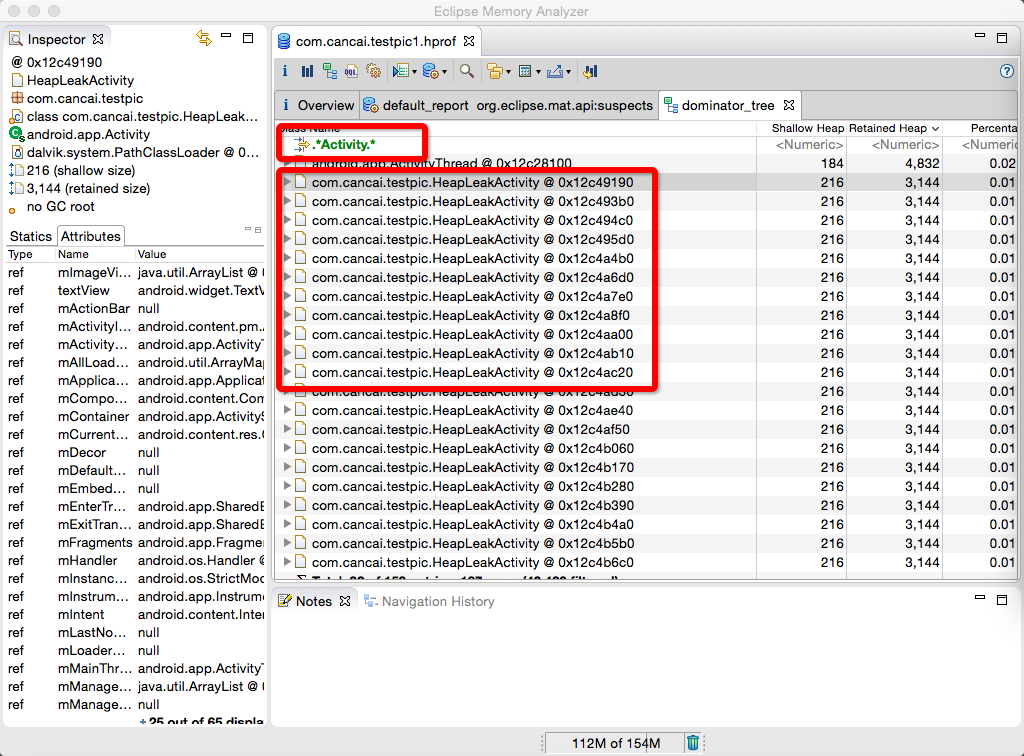 Eclipse Memory Analyzer
Inspector
@ 0x12c49190
HeapLeakActivity
com.cancai.testpic
class com.cancai.testpic.HeapLeak...
android.app.Activity
dalvik.system.PathClassLoader @ 0...
216 (shallow size)
3,144 (retained size)
no GC root
Statics Attributes
Type Name Value
ref mImageVi... java.util.ArrayList @ 0
ref textView android.widget.TextV
ref mActionBar null
ref mActivityI... android.content.pm.
ref mActivity... android.app.ActivityT
ref mAllLoad... android.util.ArrayMap
ref mApplica... android.app.Applicat
ref mCompo... android.content.Com
ref mContainer android.app.ActivityS
ref mCurrent... android.content.res.C
ref mDecor null
ref mDefault... null
ref mEmbed... null
ref mEnterTr... android.app.SharedE
ref mExitTran... android.app.SharedE
ref mFragments android.app.Fragmen
ref mHandler android.os.Handler @
ref mInstanc... android.os.StrictMod
ref mInstrum... android.app.Instrume
ref mIntent android.content.Inten
ref mLastNo... null
ref mLoader... null
ref mMainThr... android.app.ActivityT
ref mManage... java.util.ArrayList @ 0
ref mManage... null
25 out of 65 displa
com.cancai.testpic1.hprof
i OQL
i Overview default_report org.eclipse.mat.api:suspects dominator_tree
Class Name Shallow Heap Retained Heap Percenta
.*Activity.* <Numeric> <Numeric> <Numeric
android.app.ActivityThread @ 0x12c28100 184 4,832 0.02
com.cancai.testpic.HeapLeakActivity @ 0x12c49190 216 3,144 0.01
com.cancai.testpic.HeapLeakActivity @ 0x12c493b0 216 3,144 0.01
com.cancai.testpic.HeapLeakActivity @ 0x12c494c0 216 3,144 0.01
com.cancai.testpic.HeapLeakActivity @ 0x12c495d0 216 3,144 0.01
com.cancai.testpic.HeapLeakActivity @ 0x12c4a4b0 216 3,144 0.01
com.cancai.testpic.HeapLeakActivity @ 0x12c4a6d0 216 3,144 0.01
com.cancai.testpic.HeapLeakActivity @ 0x12c4a7e0 216 3,144 0.01
com.cancai.testpic.HeapLeakActivity @ 0x12c4a8f0 216 3,144 0.01
com.cancai.testpic.HeapLeakActivity @ 0x12c4aa00 216 3,144 0.01
com.cancai.testpic.HeapLeakActivity @ 0x12c4ab10 216 3,144 0.01
com.cancai.testpic.HeapLeakActivity @ 0x12c4ac20 216 3,144 0.01
com.cancai.testpic.HeapLeakActivity @ 0x12c4ad30 216 3,144 0.01
com.cancai.testpic.HeapLeakActivity @ 0x12c4ae40 216 3,144 0.01
com.cancai.testpic.HeapLeakActivity @ 0x12c4af50 216 3,144 0.01
com.cancai.testpic.HeapLeakActivity @ 0x12c4b060 216 3,144 0.01
com.cancai.testpic.HeapLeakActivity @ 0x12c4b170 216 3,144 0.01
com.cancai.testpic.HeapLeakActivity @ 0x12c4b280 216 3,144 0.01
com.cancai.testpic.HeapLeakActivity @ 0x12c4b390 216 3,144 0.01
com.cancai.testpic.HeapLeakActivity @ 0x12c4b4a0 216 3,144 0.01
com.cancai.testpic.HeapLeakActivity @ 0x12c4b5b0 216 3,144 0.01
com.cancai.testpic.HeapLeakActivity @ 0x12c4b6c0 216 3,144 0.01
Notes Navigation History
112M of 154M